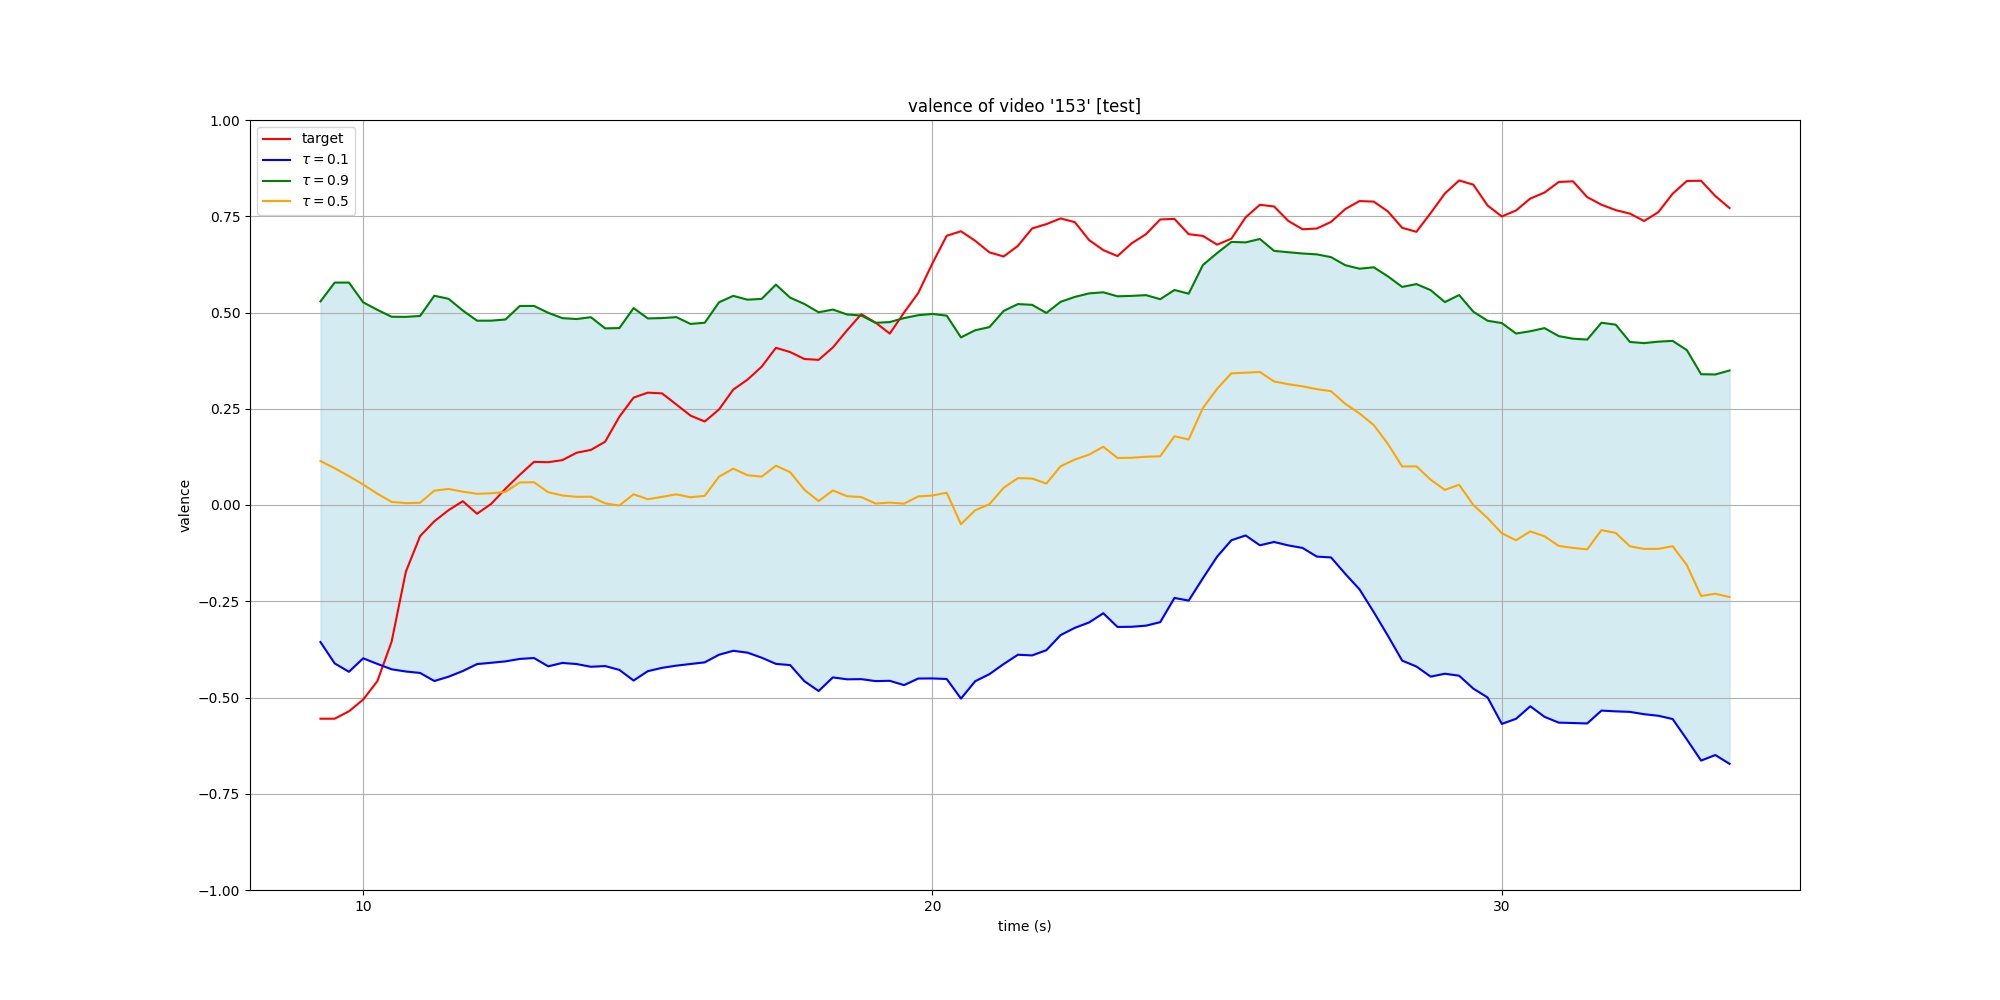 valence of video '153' [test]
target
τ = 0.1
τ = 0.9
τ = 0.5
1.00
0.75
0.50
0.25
0.00
−0.25
−0.50
−0.75
−1.00
valence
10 20 30
time (s)